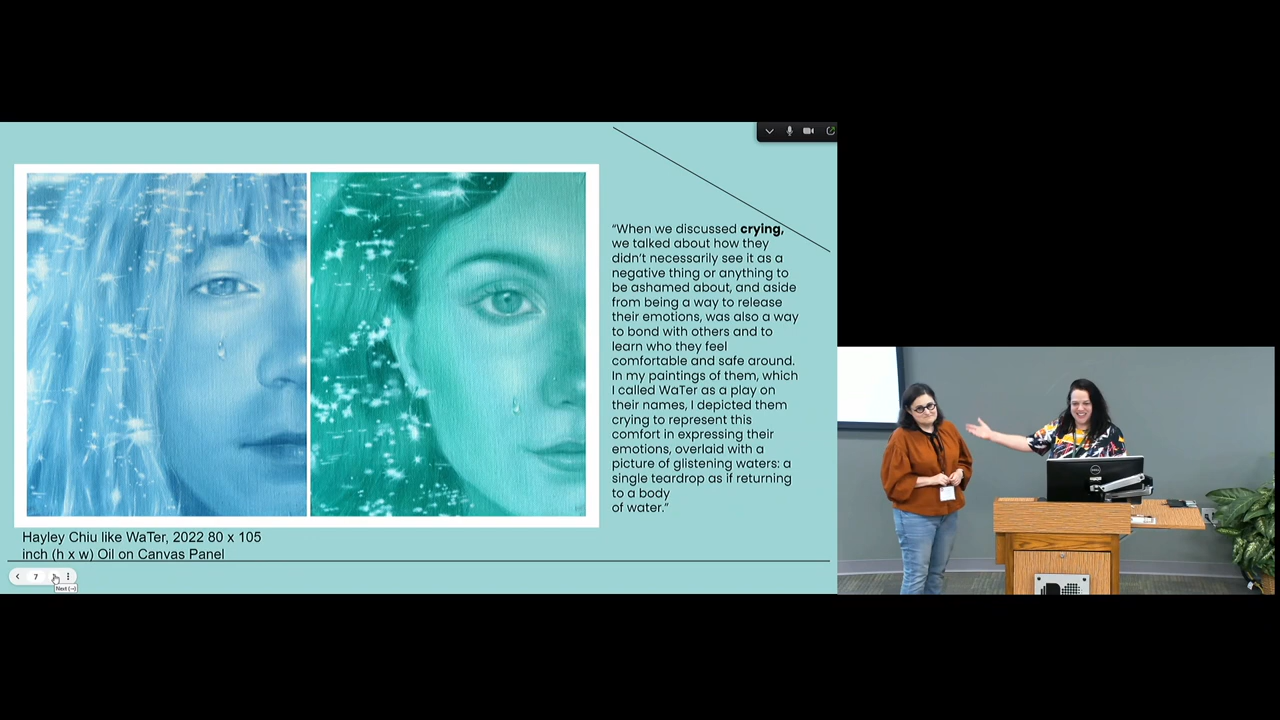 “When we discussed crying,
we talked about how they
didn’t necessarily see it as a
negative thing or anything to
be ashamed about, and aside
from being a way to release
their emotions, was also a way
to bond with others and to
learn who they feel
comfortable and safe around.
In my paintings of them, which
I called WaTer as a play on
their names, I depicted them
crying to represent this
comfort in expressing their
emotions, overlaid with a
picture of glistening waters: a
single teardrop as if returning
to a body
of water.”
Hayley Chiu like WaTer, 2022 80 x 105
inch (h x w) Oil on Canvas Panel
7
Next (→)
DELL